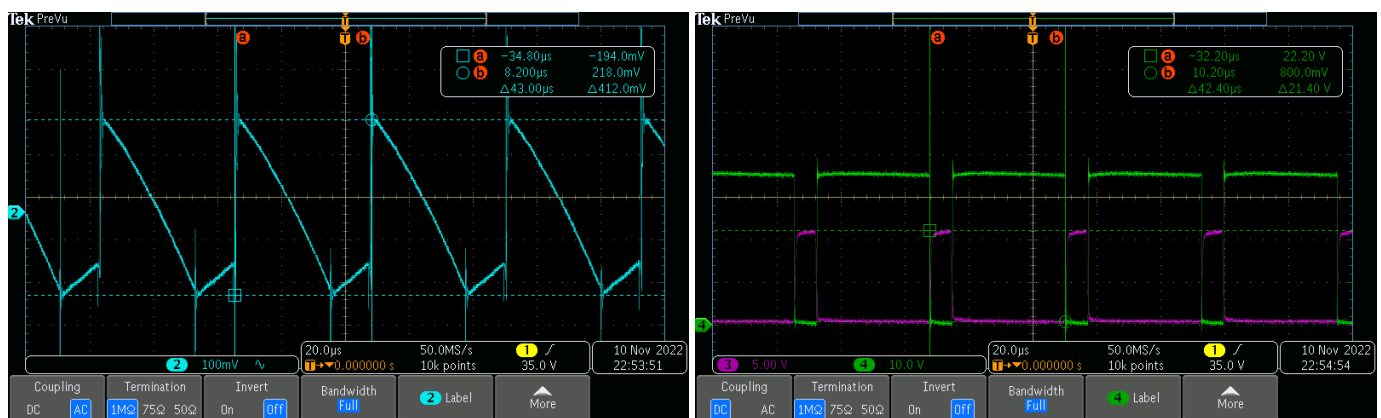 Tek PreVu
T
a
T
b
a
−34.80µs
−194.0mV
b
8.200µs
218.0mV
Δ43.00µs
Δ412.0mV
2
2
100mV
20.0µs
T→▼0.000000 s
50.0MS/s
10k points
1
35.0 V
10 Nov 2022
22:53:51
Coupling
DC
AC
Termination
1MΩ
75Ω
50Ω
Invert
On
Off
Bandwidth
Full
2
Label
More
Tek PreVu
T
a
T
b
a
−32.20µs
22.20 V
b
10.20µs
800.0mV
Δ42.40µs
Δ21.40 V
4
3
5.00 V
4
10.0 V
20.0µs
T→▼0.000000 s
50.0MS/s
10k points
1
35.0 V
10 Nov 2022
22:54:54
Coupling
DC
AC
Termination
1MΩ
75Ω
50Ω
Invert
On
Off
Bandwidth
Full
4
Label
More